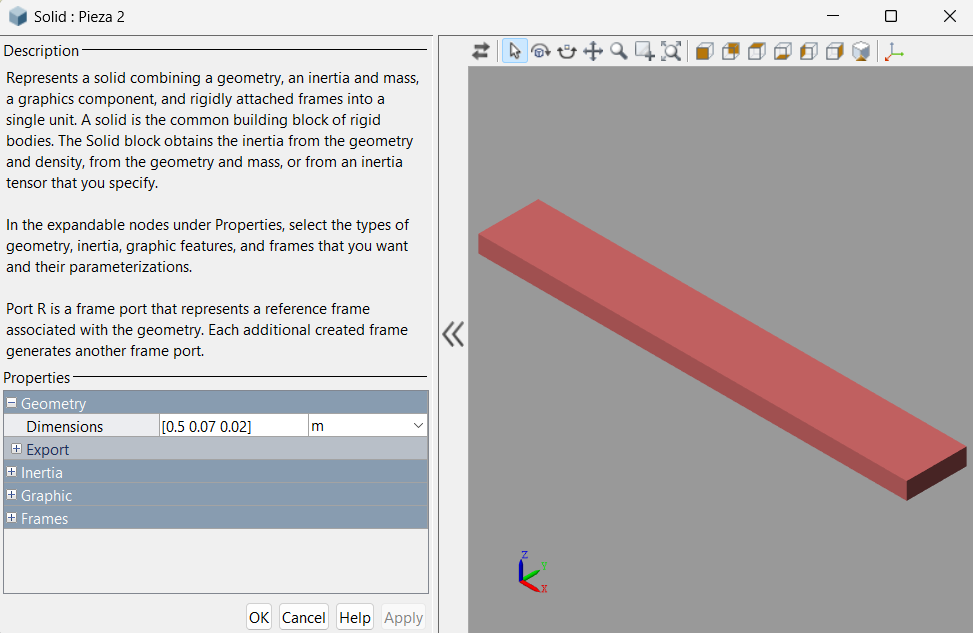 Solid : Pieza 2
Description
Represents a solid combining a geometry, an inertia and mass,
a graphics component, and rigidly attached frames into a
single unit. A solid is the common building block of rigid
bodies. The Solid block obtains the inertia from the geometry
and density, from the geometry and mass, or from an inertia
tensor that you specify.
In the expandable nodes under Properties, select the types of
geometry, inertia, graphic features, and frames that you want
and their parameterizations.
Port R is a frame port that represents a reference frame
associated with the geometry. Each additional created frame
generates another frame port.
Properties
Geometry
Dimensions [0.5 0.07 0.02] m
Export
Inertia
Graphic
Frames
OK Cancel Help Apply
Z
Y
X